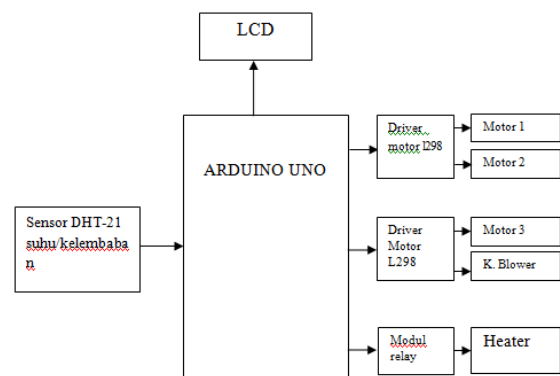 LCD
ARDUINO UNO
Sensor DHT-21
suhu/kelembaba
n
Driver
motor l298
Motor 1
Motor 2
Driver
Motor
L298
Motor 3
K. Blower
Modul
relay
Heater